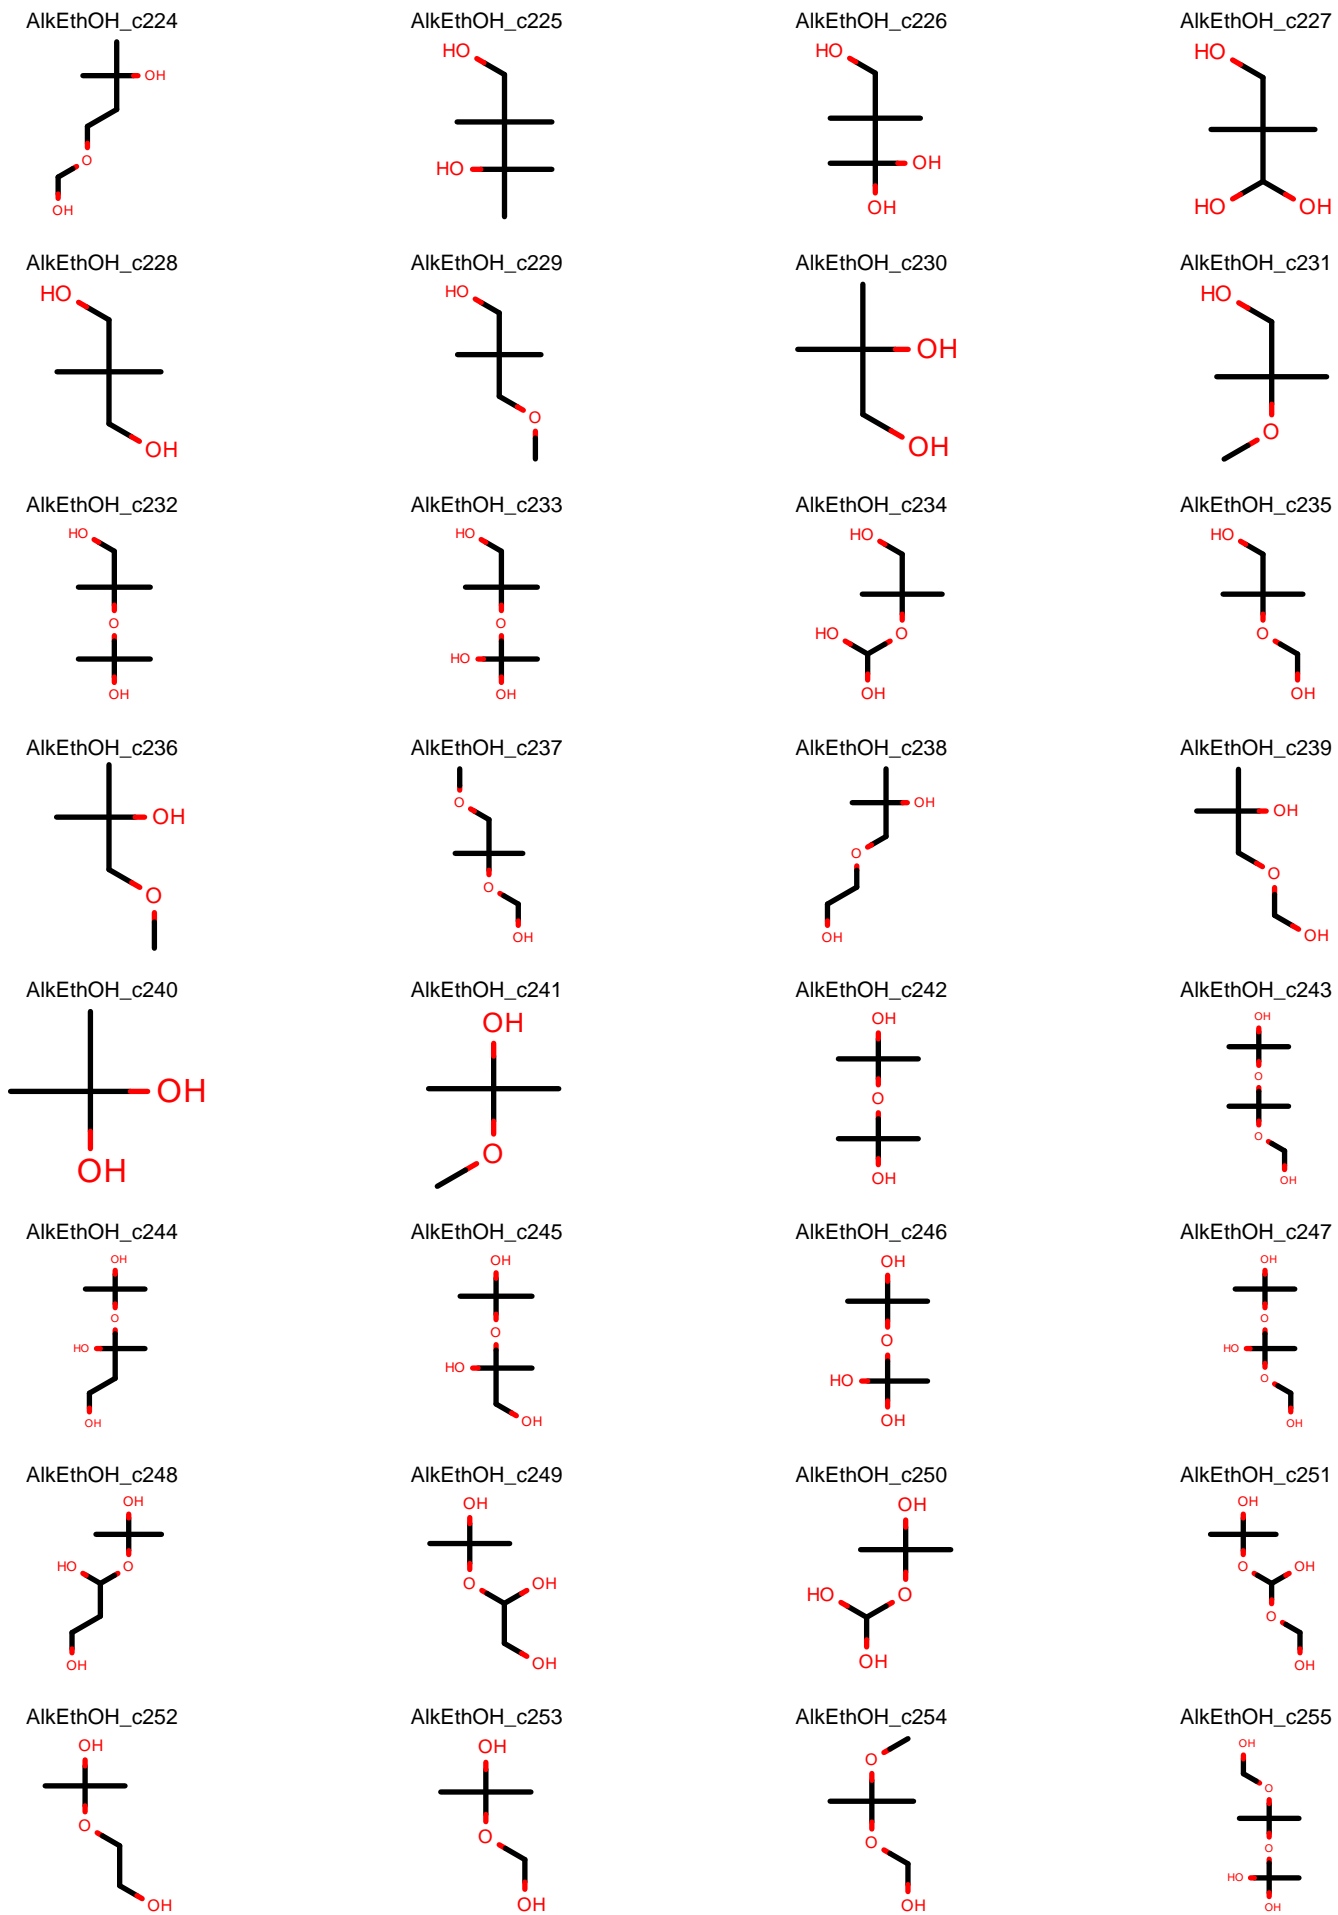 AlkEthOH_c224 AlkEthOH_c225 AlkEthOH_c226 AlkEthOH_c227
HO HO HO
OH
HO OH
O
HO OH
OH OH HO OH
AlkEthOH_c228 AlkEthOH_c229 AlkEthOH_c230 AlkEthOH_c231
HO HO HO
OH
O O
OH OH
AlkEthOH_c232 AlkEthOH_c233 AlkEthOH_c234 AlkEthOH_c235
HO HO HO HO
O O HO O O
HO
OH OH OH OH
AlkEthOH_c236 AlkEthOH_c237 AlkEthOH_c238 AlkEthOH_c239
O OH
OH OH
O
O O O
OH OH OH
AlkEthOH_c240 AlkEthOH_c241 AlkEthOH_c242 AlkEthOH_c243
OH OH OH
OH O O
O O
OH OH OH
AlkEthOH_c244 AlkEthOH_c245 AlkEthOH_c246 AlkEthOH_c247
OH OH OH OH
O O O O
HO HO HO HO
O
OH OH OH OH
AlkEthOH_c248 AlkEthOH_c249 AlkEthOH_c250 AlkEthOH_c251
OH OH OH OH
HO O O OH HO O O OH
O
OH OH OH OH
AlkEthOH_c252 AlkEthOH_c253 AlkEthOH_c254 AlkEthOH_c255
OH OH O OH
O
O O O O
HO
OH OH OH OH